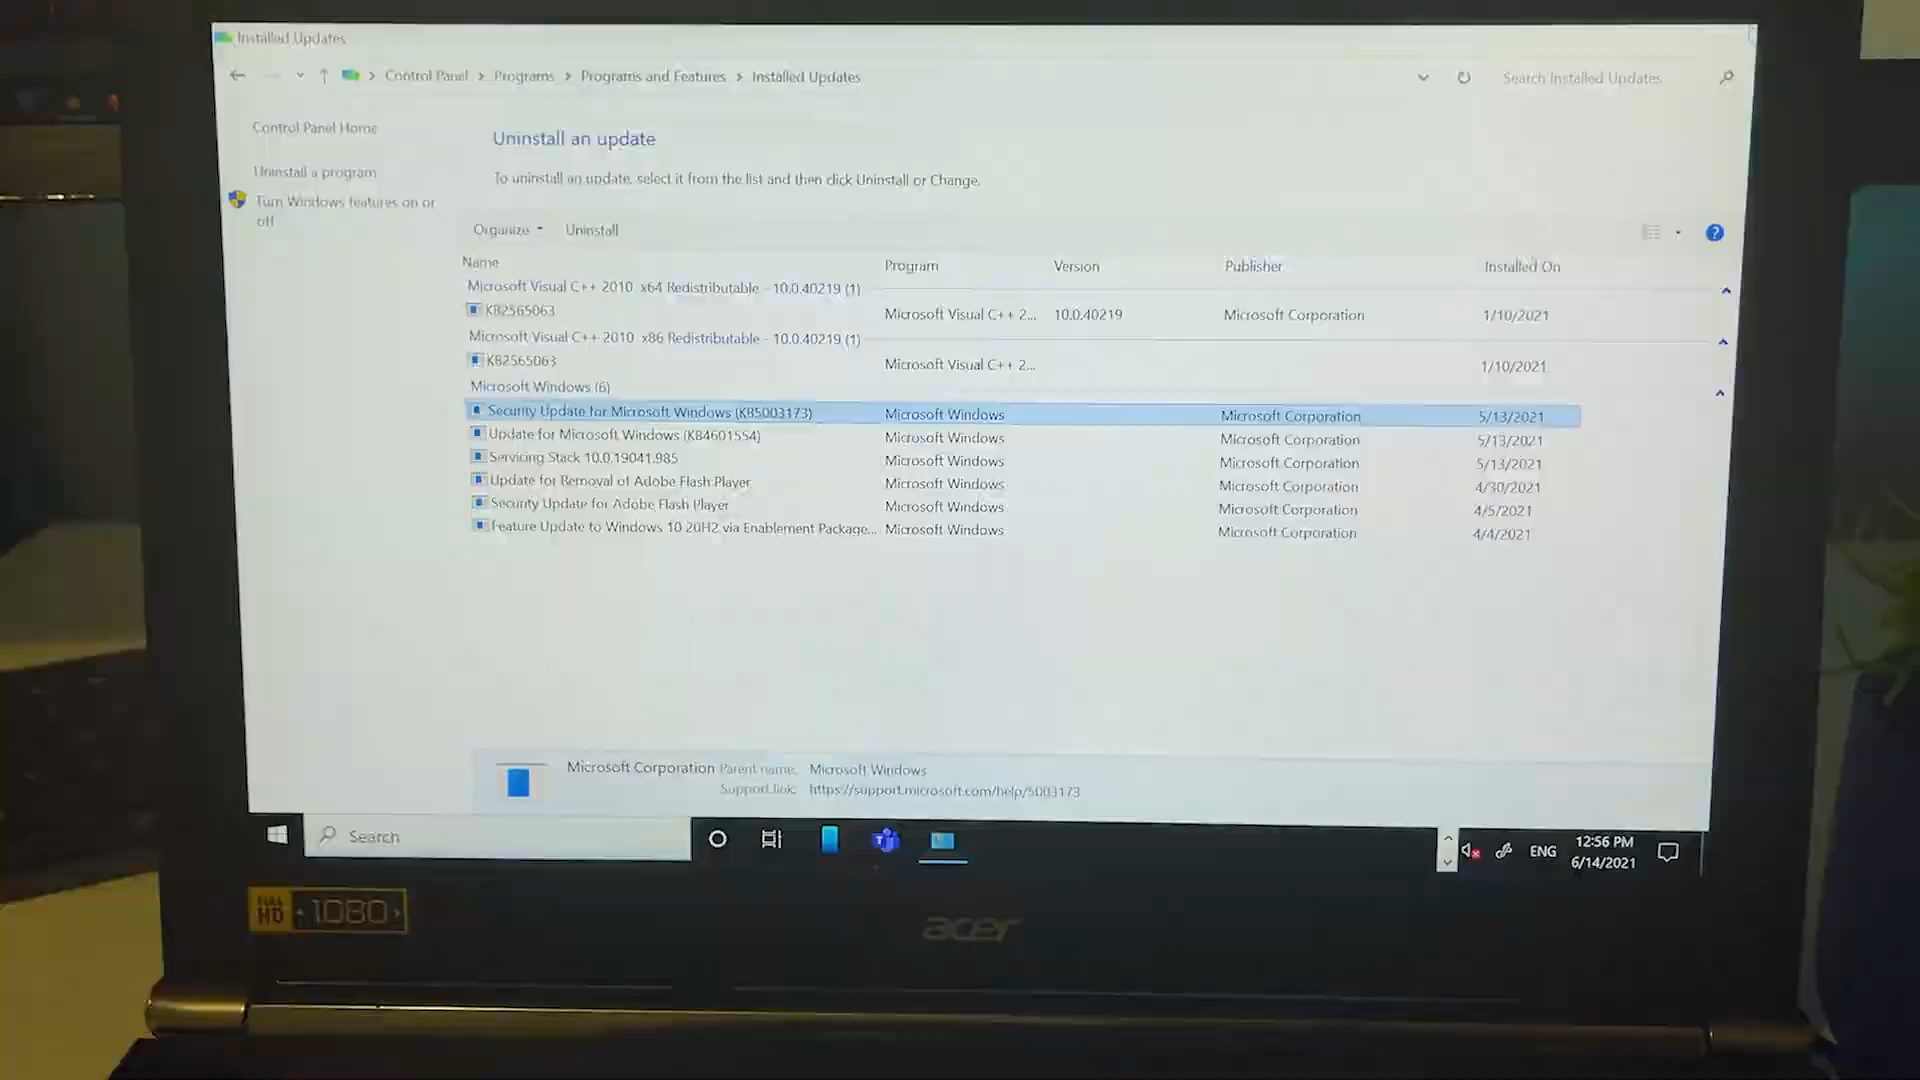 Installed Updates
Control Panel > Programs > Programs and Features > Installed Updates
Search Installed Updates
Control Panel Home
Uninstall a program
Turn Windows features on or
off
Uninstall an update
To uninstall an update, select it from the list and then click Uninstall or Change.
Organize Uninstall
Name Program Version Publisher Installed On
Microsoft Visual C++ 2010 x64 Redistributable - 10.0.40219 (1)
KB2565063 Microsoft Visual C++ 2... 10.0.40219 Microsoft Corporation 1/10/2021
Microsoft Visual C++ 2010 x86 Redistributable - 10.0.40219 (1)
KB2565063 Microsoft Visual C++ 2... 1/10/2021
Microsoft Windows (6)
Security Update for Microsoft Windows (KB5003173) Microsoft Windows Microsoft Corporation 5/13/2021
Update for Microsoft Windows (KB4601554) Microsoft Windows Microsoft Corporation 5/13/2021
Servicing Stack 10.0.19041.985 Microsoft Windows Microsoft Corporation 5/13/2021
Update for Removal of Adobe Flash Player Microsoft Windows Microsoft Corporation 4/30/2021
Security Update for Adobe Flash Player Microsoft Windows Microsoft Corporation 4/5/2021
Feature Update to Windows 10 20H2 via Enablement Package... Microsoft Windows Microsoft Corporation 4/4/2021
Microsoft Corporation Parent name: Microsoft Windows
Support link: https://support.microsoft.com/help/5003173
Search
ENG
12:56 PM
6/14/2021
FULL HD 1080
acer